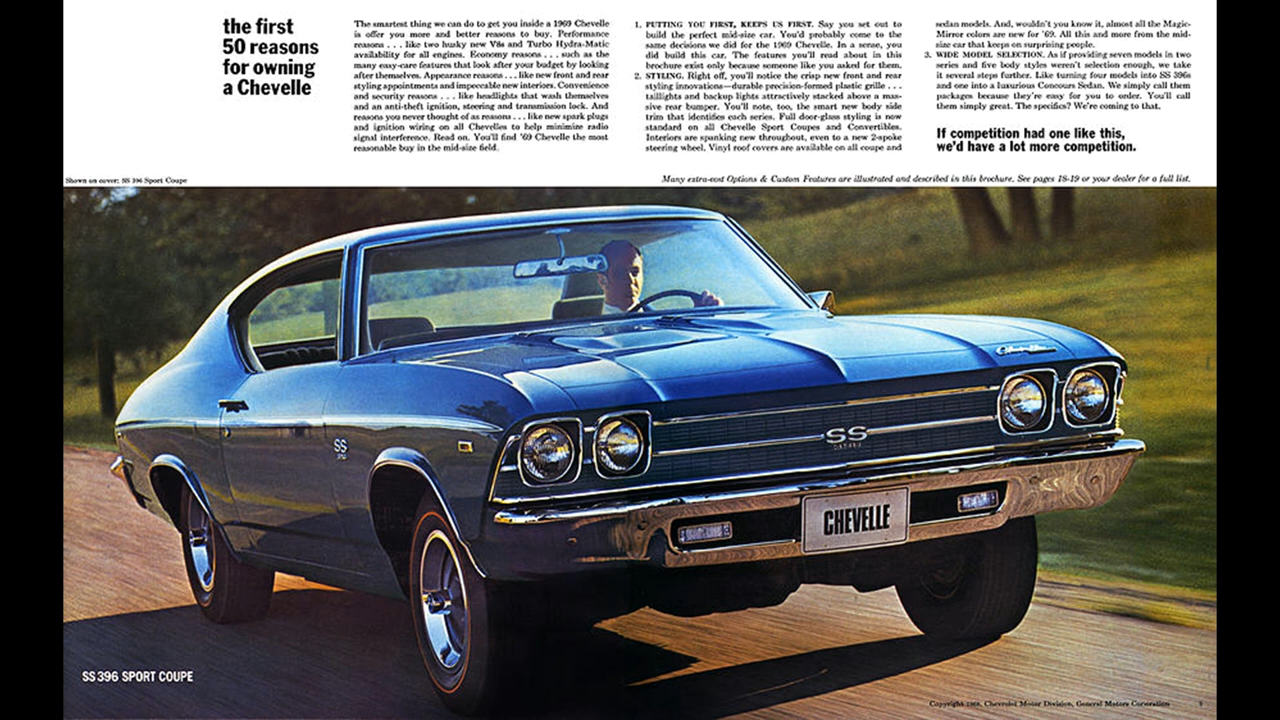 the first
50 reasons
for owning
a Chevelle
The smartest thing we can do to get you inside a 1969 Chevelle
is offer you more and better reasons to buy. Performance
reasons . . . like two husky new V8s and Turbo Hydra-Matic
availability for all engines. Economy reasons . . . such as the
many easy-care features that look after your budget by looking
after themselves. Appearance reasons . . . like new front and rear
styling appointments and impeccable new interiors. Convenience
and security reasons . . . like headlights that wash themselves
and an anti-theft ignition, steering and transmission lock. And
reasons you never thought of as reasons . . . like new spark plugs
and ignition wiring on all Chevelles to help minimize radio
signal interference. Read on. You'll find '69 Chevelle the most
reasonable buy in the mid-size field.
1. PUTTING YOU FIRST, KEEPS US FIRST. Say you set out to
build the perfect mid-size car. You'd probably come to the
same decisions we did for the 1969 Chevelle. In a sense, you
did build this car. The features you'll read about in this
brochure exist only because someone like you asked for them.
2. STYLING. Right off, you'll notice the crisp new front and rear
styling innovations—durable precision-formed plastic grille . . .
taillights and backup lights attractively stacked above a mas-
sive rear bumper. You'll note, too, the smart new body side
trim that identifies each series. Full door-glass styling is now
standard on all Chevelle Sport Coupes and Convertibles.
Interiors are spanking new throughout, even to a new 2-spoke
steering wheel. Vinyl roof covers are available on all coupe and
sedan models. And, wouldn't you know it, almost all the Magic-
Mirror colors are new for '69. All this and more from the mid-
size car that keeps on surprising people.
3. WIDE MODEL SELECTION. As if providing seven models in two
series and five body styles weren't selection enough, we take
it several steps further. Like turning four models into SS 396s
and one into a luxurious Concours Sedan. We simply call them
packages because they're easy for you to order. You'll call
them simply great. The specifics? We're coming to that.
If competition had one like this,
we'd have a lot more competition.
Shown on cover: SS 396 Sport Coupe
Many extra-cost Options & Custom Features are illustrated and described in this brochure. See pages 18-19 or your dealer for a full list.
Chevelle
SS
SS
396
CHEVELLE
SS 396 SPORT COUPE
Copyright 1968, Chevrolet Motor Division, General Motors Corporation